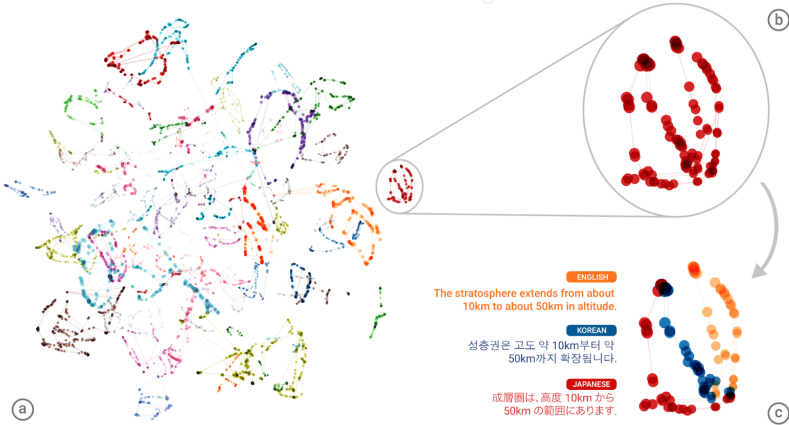 b
ENGLISH
The stratosphere extends from about
10km to about 50km in altitude.
KOREAN
성층권은 고도 약 10km부터 약
50km까지 확장됩니다.
JAPANESE
成層圏は、高度 10km から
50km の範囲にあります。
a
c